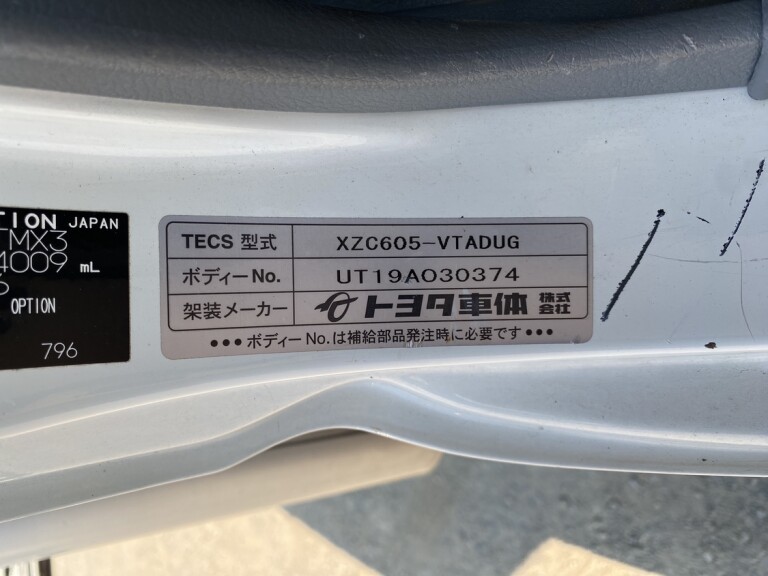 TION JAPAN
TMX3
4009 mL
OPTION
796
TECS 型式 XZC605-VTADUG
ボディーNo. UT19A030374
架装メーカー トヨタ車体 株式会社
•••ボディーNo.は補給部品発注時に必要です•••